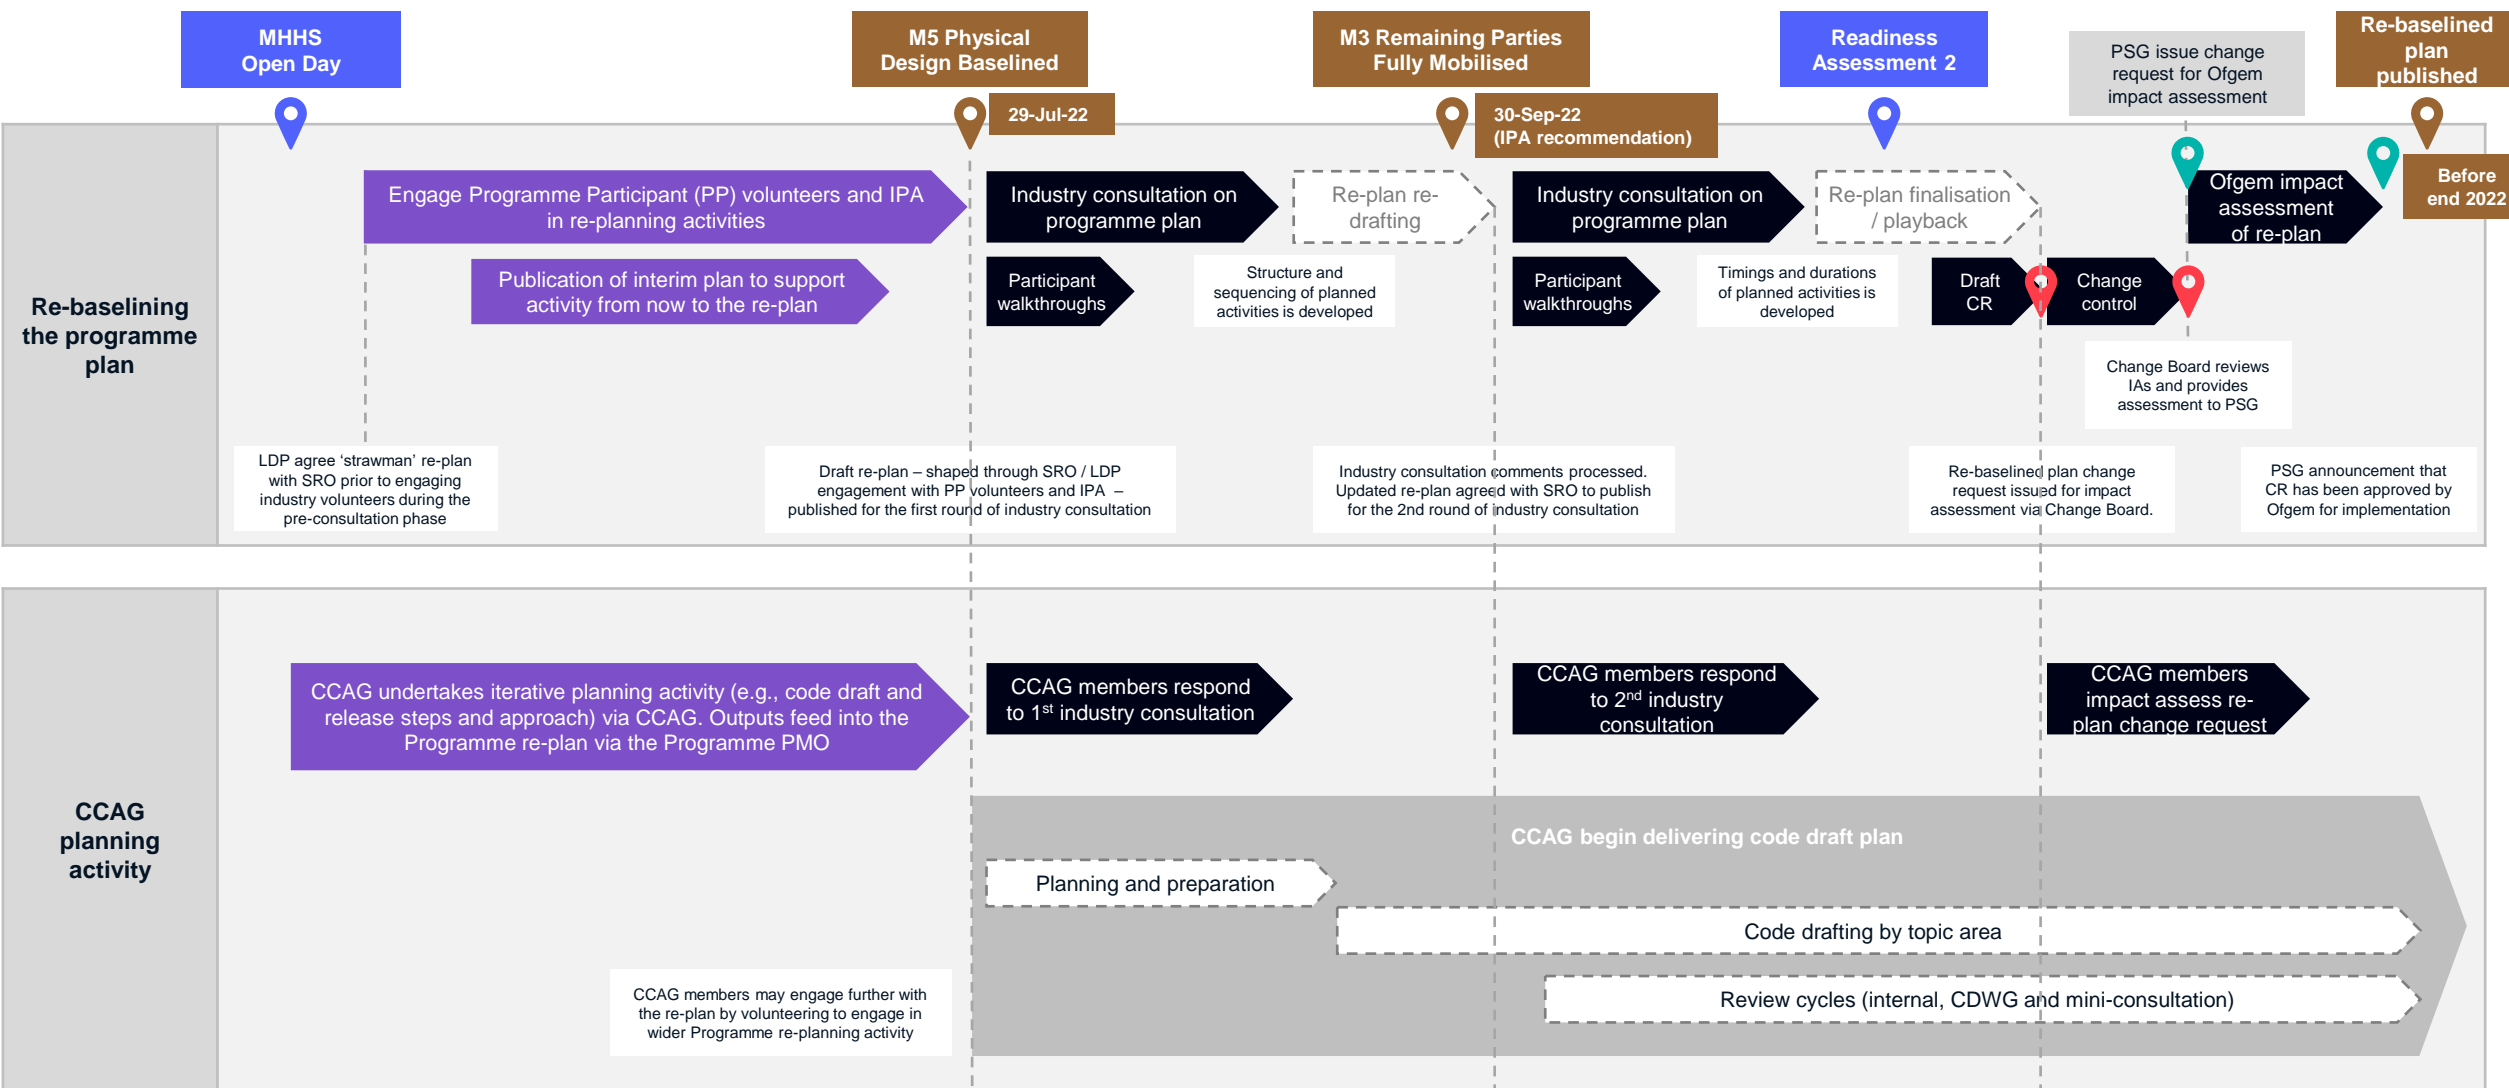 MHHS
Open Day
M5 Physical
Design Baselined
29-Jul-22
M3 Remaining Parties
Fully Mobilised
30-Sep-22
(IPA recommendation)
Readiness
Assessment 2
PSG issue change
request for Ofgem
impact assessment
Re-baselined
plan
published
Before
end 2022
Re-baselining
the programme
plan
Engage Programme Participant (PP) volunteers and IPA
in re-planning activities
Publication of interim plan to support
activity from now to the re-plan
Industry consultation on
programme plan
Participant
walkthroughs
Re-plan re-
drafting
Structure and
sequencing of planned
activities is developed
Industry consultation on
programme plan
Participant
walkthroughs
Re-plan finalisation
/ playback
Timings and durations
of planned activities is
developed
Draft
CR
Change
control
Ofgem impact
assessment
of re-plan
Change Board reviews
IAs and provides
assessment to PSG
LDP agree ‘strawman’ re-plan
with SRO prior to engaging
industry volunteers during the
pre-consultation phase
Draft re-plan – shaped through SRO / LDP
engagement with PP volunteers and IPA –
published for the first round of industry consultation
Industry consultation comments processed.
Updated re-plan agreed with SRO to publish
for the 2nd round of industry consultation
Re-baselined plan change
request issued for impact
assessment via Change Board.
PSG announcement that
CR has been approved by
Ofgem for implementation
CCAG
planning
activity
CCAG undertakes iterative planning activity (e.g., code draft and
release steps and approach) via CCAG. Outputs feed into the
Programme re-plan via the Programme PMO
CCAG members respond
to 1st industry consultation
CCAG members respond
to 2nd industry
consultation
CCAG members
impact assess re-
plan change request
CCAG begin delivering code draft plan
Planning and preparation
Code drafting by topic area
Review cycles (internal, CDWG and mini-consultation)
CCAG members may engage further with
the re-plan by volunteering to engage in
wider Programme re-planning activity